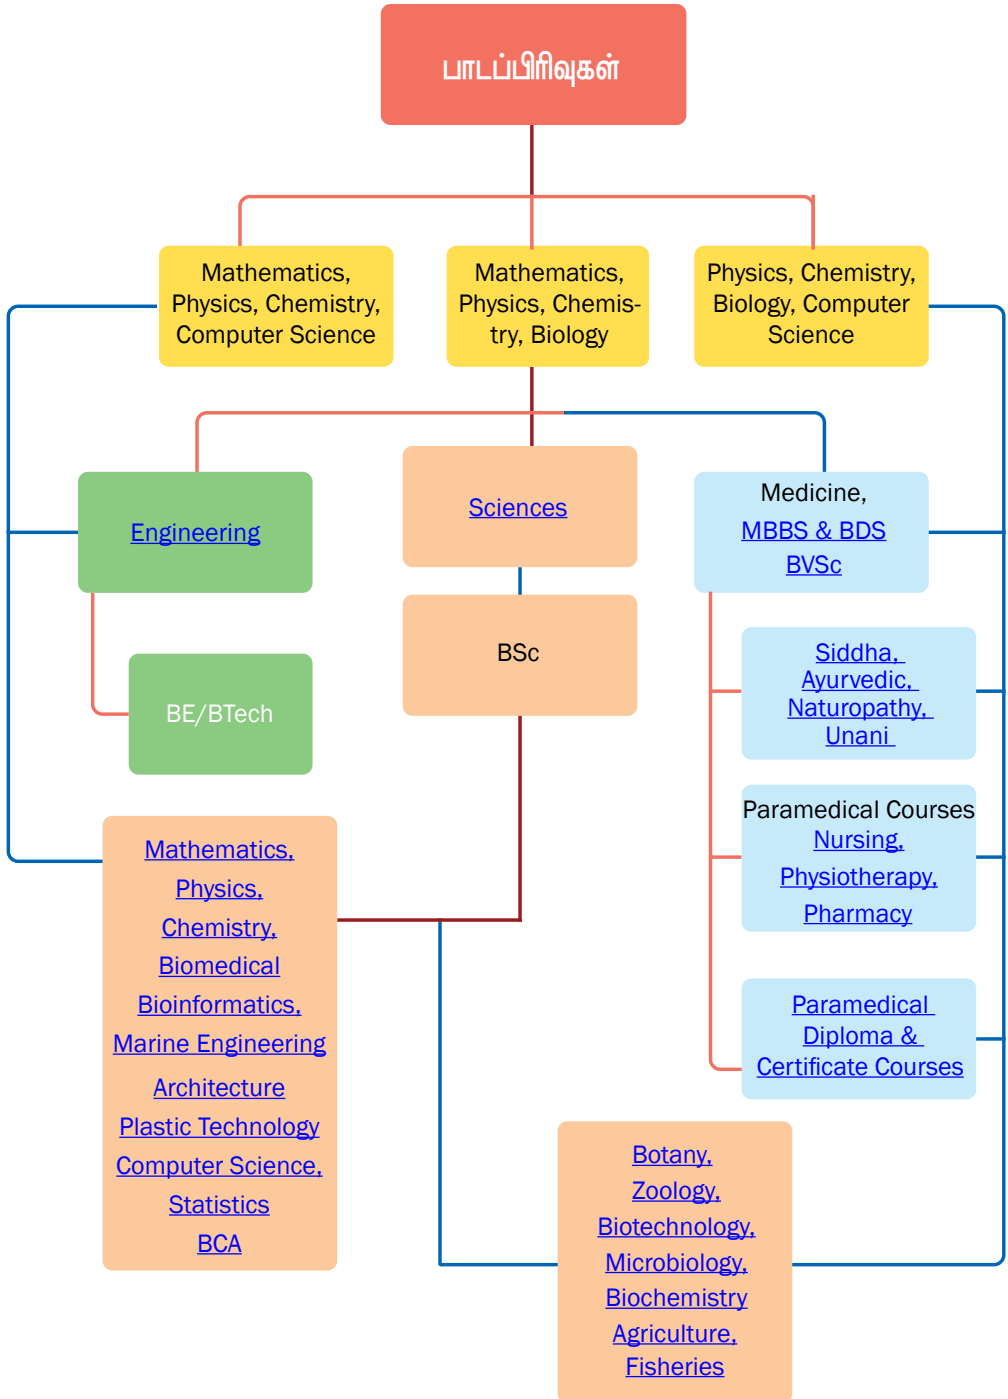 பாடப்பிரிவுகள்
Mathematics,
Physics, Chemistry,
Computer Science
Mathematics,
Physics, Chemis-
try, Biology
Physics, Chemistry,
Biology, Computer
Science
Engineering
Sciences
Medicine,
MBBS & BDS
BVSc
BE/BTech
BSc
Siddha,
Ayurvedic,
Naturopathy,
Unani
Paramedical Courses
Nursing,
Physiotherapy,
Pharmacy
Paramedical
Diploma &
Certificate Courses
Mathematics,
Physics,
Chemistry,
Biomedical
Bioinformatics,
Marine Engineering
Architecture
Plastic Technology
Computer Science,
Statistics
BCA
Botany,
Zoology,
Biotechnology,
Microbiology,
Biochemistry
Agriculture,
Fisheries